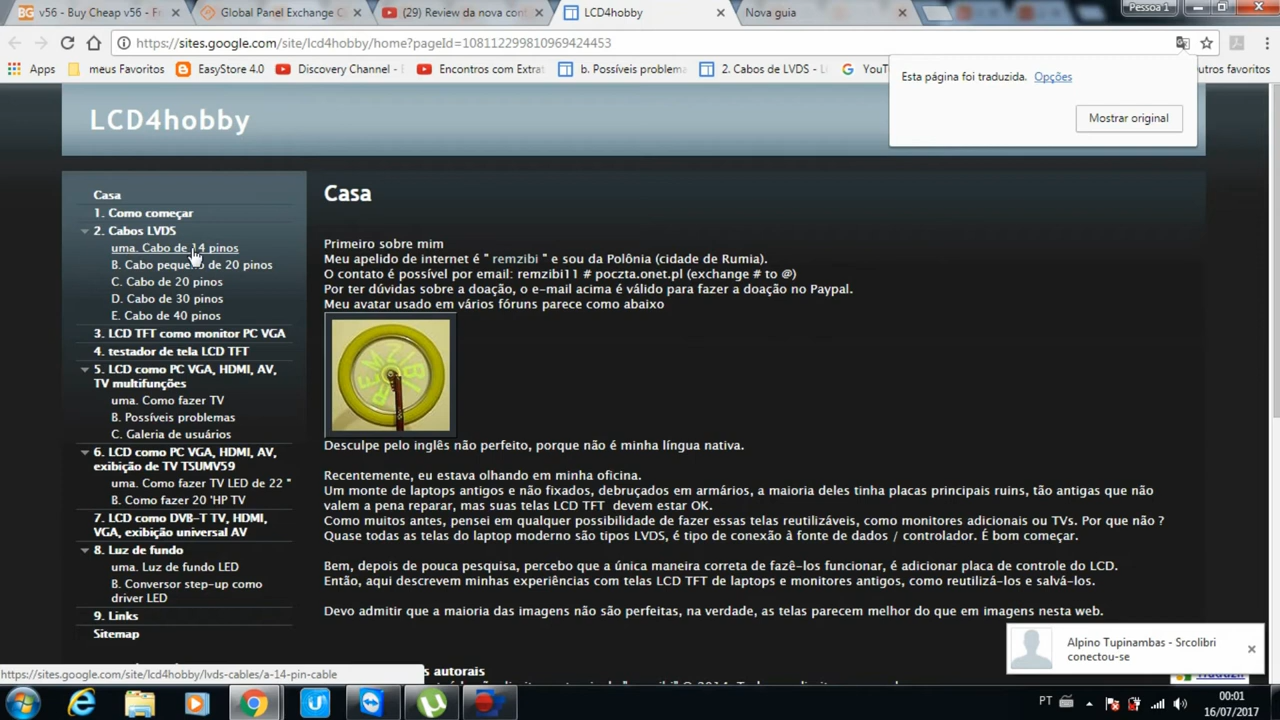 v56 - Buy Cheap v56 -
Global Panel Exchange C
(29) Review da nova con
LCD4hobby
Nova guia
Pessoa 1
https://sites.google.com/site/lcd4hobby/home?pageId=108112299810969424453
Apps
meus Favoritos
EasyStore 4.0
Discovery Channel -
Encontros com Extrat
b. Possíveis problema
2. Cabos de LVDS - L
YouT
outros favoritos
Esta página foi traduzida. Opções
Mostrar original
LCD4hobby
Casa
1. Como começar
2. Cabos LVDS
uma. Cabo de 14 pinos
B. Cabo pequeno de 20 pinos
C. Cabo de 20 pinos
D. Cabo de 30 pinos
E. Cabo de 40 pinos
3. LCD TFT como monitor PC VGA
4. testador de tela LCD TFT
5. LCD como PC VGA, HDMI, AV,
TV multifunções
uma. Como fazer TV
B. Possíveis problemas
C. Galeria de usuários
6. LCD como PC VGA, HDMI, AV,
exibição de TV TSUMV59
uma. Como fazer TV LED de 22 "
B. Como fazer 20 'HP TV
7. LCD como DVB-T TV, HDMI,
VGA, exibição universal AV
8. Luz de fundo
uma. Luz de fundo LED
B. Conversor step-up como
driver LED
9. Links
Sitemap
Casa
Primeiro sobre mim
Meu apelido de internet é " remzibi " e sou da Polônia (cidade de Rumia).
O contato é possível por email: remzibi11 # poczta.onet.pl (exchange # to @)
Por ter dúvidas sobre a doação, o e-mail acima é válido para fazer a doação no Paypal.
Meu avatar usado em vários fóruns parece como abaixo
REMZIBI
Desculpe pelo inglês não perfeito, porque não é minha língua nativa.
Recentemente, eu estava olhando em minha oficina.
Um monte de laptops antigos e não fixados, debruçados em armários, a maioria deles tinha placas principais ruins, tão antigas que não
valem a pena reparar, mas suas telas LCD TFT devem estar OK.
Como muitos antes, pensei em qualquer possibilidade de fazer essas telas reutilizáveis, como monitores adicionais ou TVs. Por que não ?
Quase todas as telas do laptop moderno são tipos LVDS, é tipo de conexão à fonte de dados / controlador. É bom começar.
Bem, depois de pouca pesquisa, percebo que a única maneira correta de fazê-los funcionar, é adicionar placa de controle do LCD.
Então, aqui descrevem minhas experiências com telas LCD TFT de laptops e monitores antigos, como reutilizá-los e salvá-los.
Devo admitir que a maioria das imagens não são perfeitas, na verdade, as telas parecem melhor do que em imagens nesta web.
s autorais
Alpino Tupinambas - Srcolibri
conectou-se
https://sites.google.com/site/lcd4hobby/lvds-cables/a-14-pin-cable
PT
00:01
16/07/2017